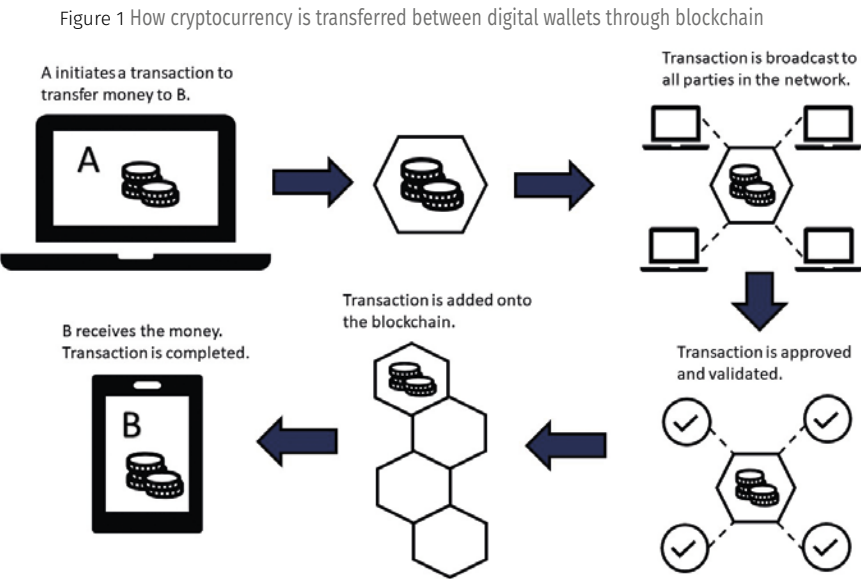 Figure 1 How cryptocurrency is transferred between digital wallets through blockchain
A initiates a transaction to
transfer money to B.
A
Transaction is broadcast to
all parties in the network.
Transaction is approved
and validated.
Transaction is added onto
the blockchain.
B receives the money.
Transaction is completed.
B